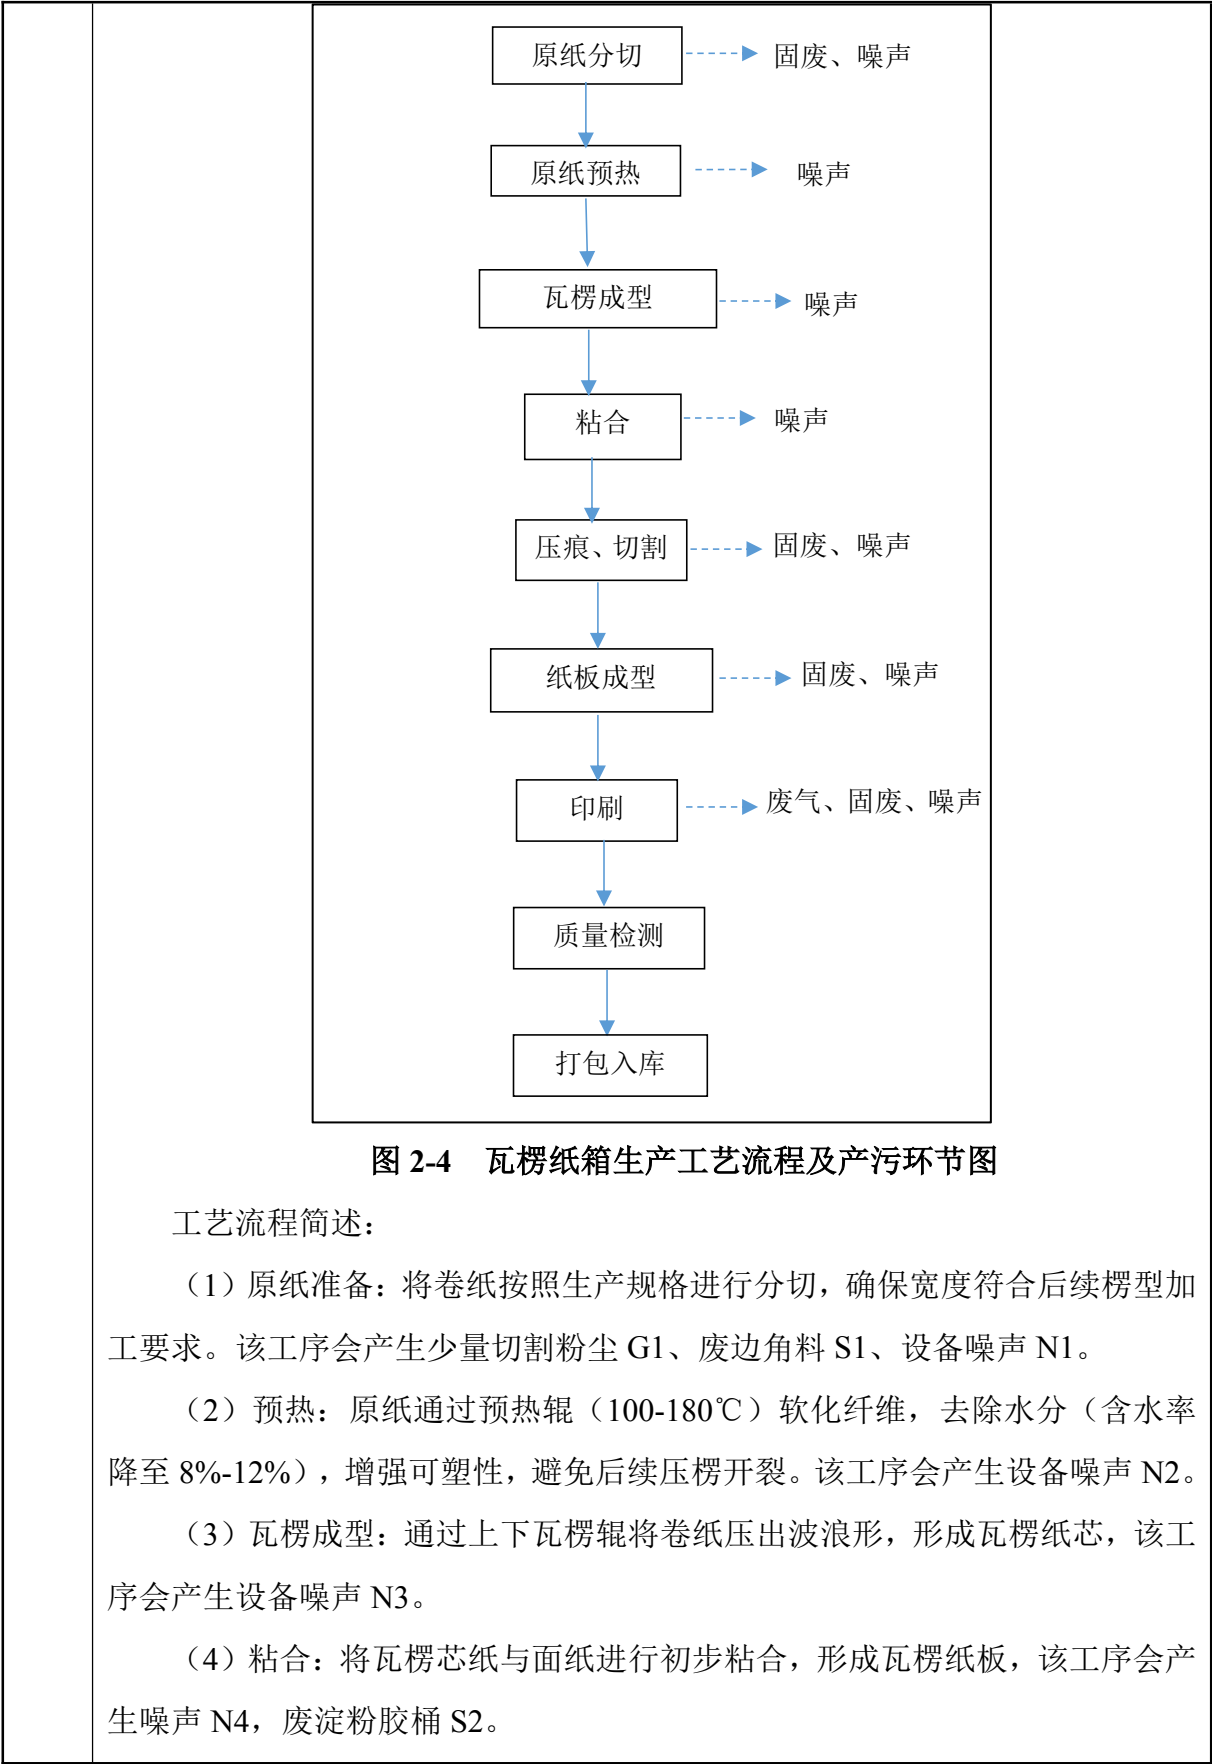 原纸分切
固废、噪声
原纸预热
噪声
瓦楞成型
噪声
粘合
噪声
压痕、切割
固废、噪声
纸板成型
固废、噪声
印刷
废气、固废、噪声
质量检测
打包入库
图 2-4 瓦楞纸箱生产工艺流程及产污环节图
工艺流程简述：
（1）原纸准备：将卷纸按照生产规格进行分切，确保宽度符合后续楞型加
工要求。该工序会产生少量切割粉尘 G1、废边角料 S1、设备噪声 N1。
（2）预热：原纸通过预热辊（100-180℃）软化纤维，去除水分（含水率
降至 8%-12%），增强可塑性，避免后续压楞开裂。该工序会产生设备噪声 N2。
（3）瓦楞成型：通过上下瓦楞辊将卷纸压出波浪形，形成瓦楞纸芯，该工
序会产生设备噪声 N3。
（4）粘合：将瓦楞芯纸与面纸进行初步粘合，形成瓦楞纸板，该工序会产
生噪声 N4，废淀粉胶桶 S2。